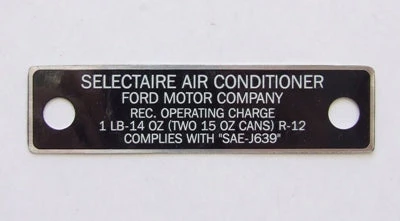 SELECTAIRE AIR CONDITIONER
FORD MOTOR COMPANY
REC. OPERATING CHARGE
1 LB-14 OZ (TWO 15 OZ CANS) R-12
COMPLIES WITH "SAE-J639"